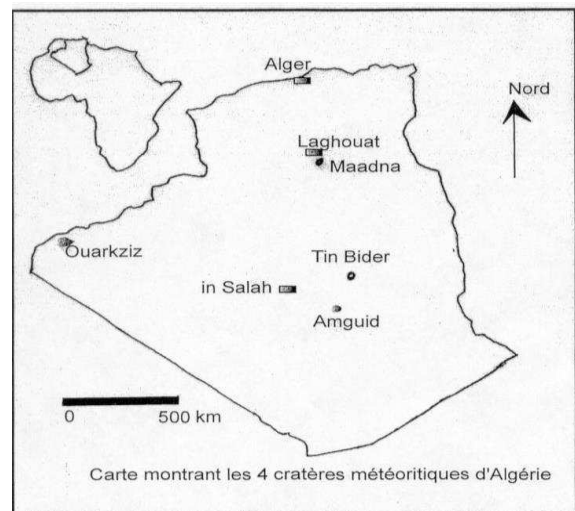 Alger
Nord
Laghouat
Maadna
Ouarkziz
Tin Bider
in Salah
Amguid
0 500 km
Carte montrant les 4 cratères météoritiques d'Algérie